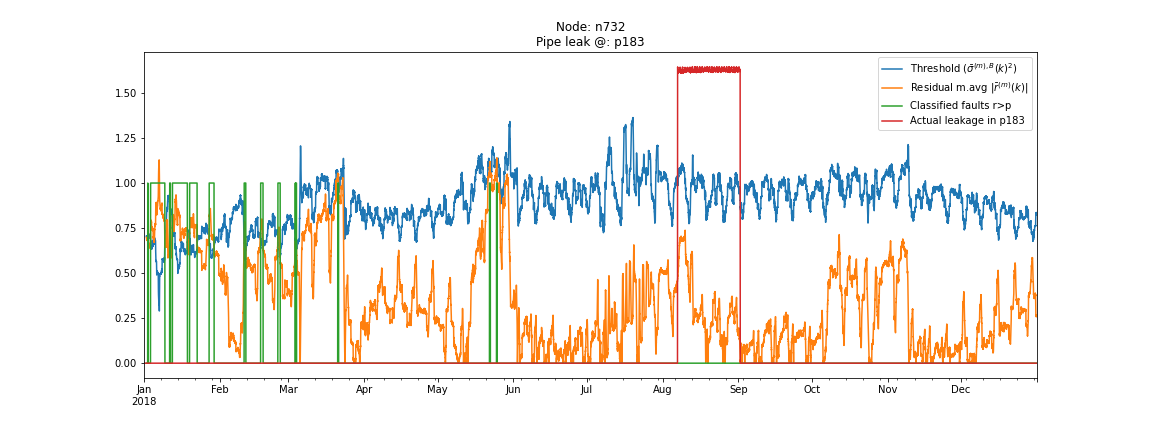 Node: n732
Pipe leak @: p183
Threshold (σ̄⁽ᵐ⁾,ᴮ(k)²)
Residual m.avg |r̄⁽ᵐ⁾(k)|
Classified faults r>p
Actual leakage in p183
1.50
1.25
1.00
0.75
0.50
0.25
0.00
Jan Feb Mar Apr May Jun Jul Aug Sep Oct Nov Dec
2018